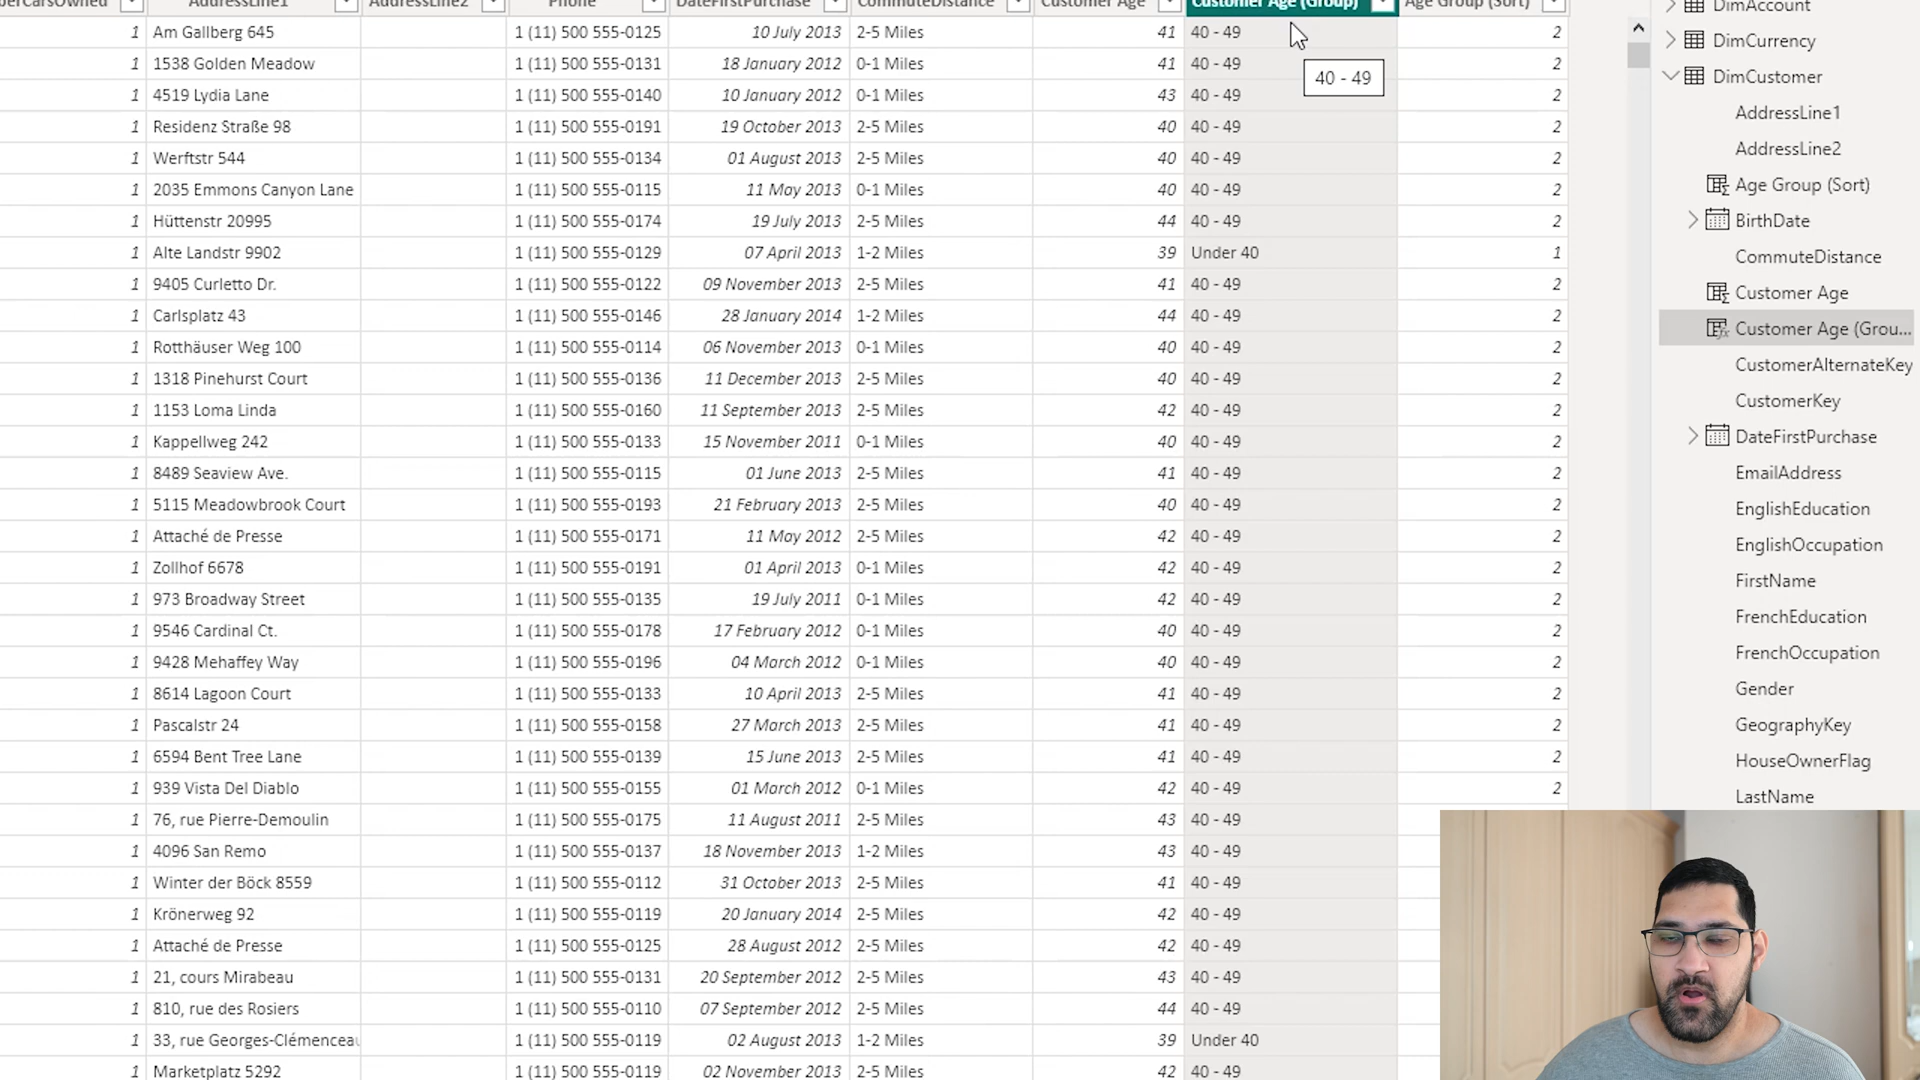 berCarsOwned AddressLine1 AddressLine2 Phone DateFirstPurchase CommuteDistance Customer Age Customer Age (Group) Age Group (Sort)
1 Am Gallberg 645 1 (11) 500 555-0125 10 July 2013 2-5 Miles 41 40 - 49 2
1 1538 Golden Meadow 1 (11) 500 555-0131 18 January 2012 0-1 Miles 41 40 - 49 2
40 - 49
1 4519 Lydia Lane 1 (11) 500 555-0140 10 January 2012 0-1 Miles 43 40 - 49 2
1 Residenz Straße 98 1 (11) 500 555-0191 19 October 2013 2-5 Miles 40 40 - 49 2
1 Werftstr 544 1 (11) 500 555-0134 01 August 2013 2-5 Miles 40 40 - 49 2
1 2035 Emmons Canyon Lane 1 (11) 500 555-0115 11 May 2013 0-1 Miles 40 40 - 49 2
1 Hüttenstr 20995 1 (11) 500 555-0174 19 July 2013 2-5 Miles 44 40 - 49 2
1 Alte Landstr 9902 1 (11) 500 555-0129 07 April 2013 1-2 Miles 39 Under 40 1
1 9405 Curletto Dr. 1 (11) 500 555-0122 09 November 2013 2-5 Miles 41 40 - 49 2
1 Carlsplatz 43 1 (11) 500 555-0146 28 January 2014 1-2 Miles 44 40 - 49 2
1 Rotthäuser Weg 100 1 (11) 500 555-0114 06 November 2013 0-1 Miles 40 40 - 49 2
1 1318 Pinehurst Court 1 (11) 500 555-0136 11 December 2013 2-5 Miles 40 40 - 49 2
1 1153 Loma Linda 1 (11) 500 555-0160 11 September 2013 2-5 Miles 42 40 - 49 2
1 Kappellweg 242 1 (11) 500 555-0133 15 November 2011 0-1 Miles 40 40 - 49 2
1 8489 Seaview Ave. 1 (11) 500 555-0115 01 June 2013 2-5 Miles 41 40 - 49 2
1 5115 Meadowbrook Court 1 (11) 500 555-0193 21 February 2013 2-5 Miles 40 40 - 49 2
1 Attaché de Presse 1 (11) 500 555-0171 11 May 2012 2-5 Miles 42 40 - 49 2
1 Zollhof 6678 1 (11) 500 555-0191 01 April 2013 0-1 Miles 42 40 - 49 2
1 973 Broadway Street 1 (11) 500 555-0135 19 July 2011 0-1 Miles 42 40 - 49 2
1 9546 Cardinal Ct. 1 (11) 500 555-0178 17 February 2012 0-1 Miles 40 40 - 49 2
1 9428 Mehaffey Way 1 (11) 500 555-0196 04 March 2012 0-1 Miles 40 40 - 49 2
1 8614 Lagoon Court 1 (11) 500 555-0133 10 April 2013 2-5 Miles 41 40 - 49 2
1 Pascalstr 24 1 (11) 500 555-0158 27 March 2013 2-5 Miles 41 40 - 49 2
1 6594 Bent Tree Lane 1 (11) 500 555-0139 15 June 2013 2-5 Miles 41 40 - 49 2
1 939 Vista Del Diablo 1 (11) 500 555-0155 01 March 2012 0-1 Miles 42 40 - 49 2
1 76, rue Pierre-Demoulin 1 (11) 500 555-0175 11 August 2011 2-5 Miles 43 40 - 49
1 4096 San Remo 1 (11) 500 555-0137 18 November 2013 1-2 Miles 43 40 - 49
1 Winter der Böck 8559 1 (11) 500 555-0112 31 October 2013 2-5 Miles 41 40 - 49
1 Krönerweg 92 1 (11) 500 555-0119 20 January 2014 2-5 Miles 42 40 - 49
1 Attaché de Presse 1 (11) 500 555-0125 28 August 2012 2-5 Miles 42 40 - 49
1 21, cours Mirabeau 1 (11) 500 555-0131 20 September 2012 2-5 Miles 43 40 - 49
1 810, rue des Rosiers 1 (11) 500 555-0110 07 September 2012 2-5 Miles 44 40 - 49
1 33, rue Georges-Clémenceau 1 (11) 500 555-0119 02 August 2013 1-2 Miles 39 Under 40
1 Marketplatz 5292 1 (11) 500 555-0119 02 November 2013 2-5 Miles 42 40 - 49
DimAccount
DimCurrency
DimCustomer
AddressLine1
AddressLine2
Age Group (Sort)
BirthDate
CommuteDistance
Customer Age
Customer Age (Grou...
CustomerAlternateKey
CustomerKey
DateFirstPurchase
EmailAddress
EnglishEducation
EnglishOccupation
FirstName
FrenchEducation
FrenchOccupation
Gender
GeographyKey
HouseOwnerFlag
LastName